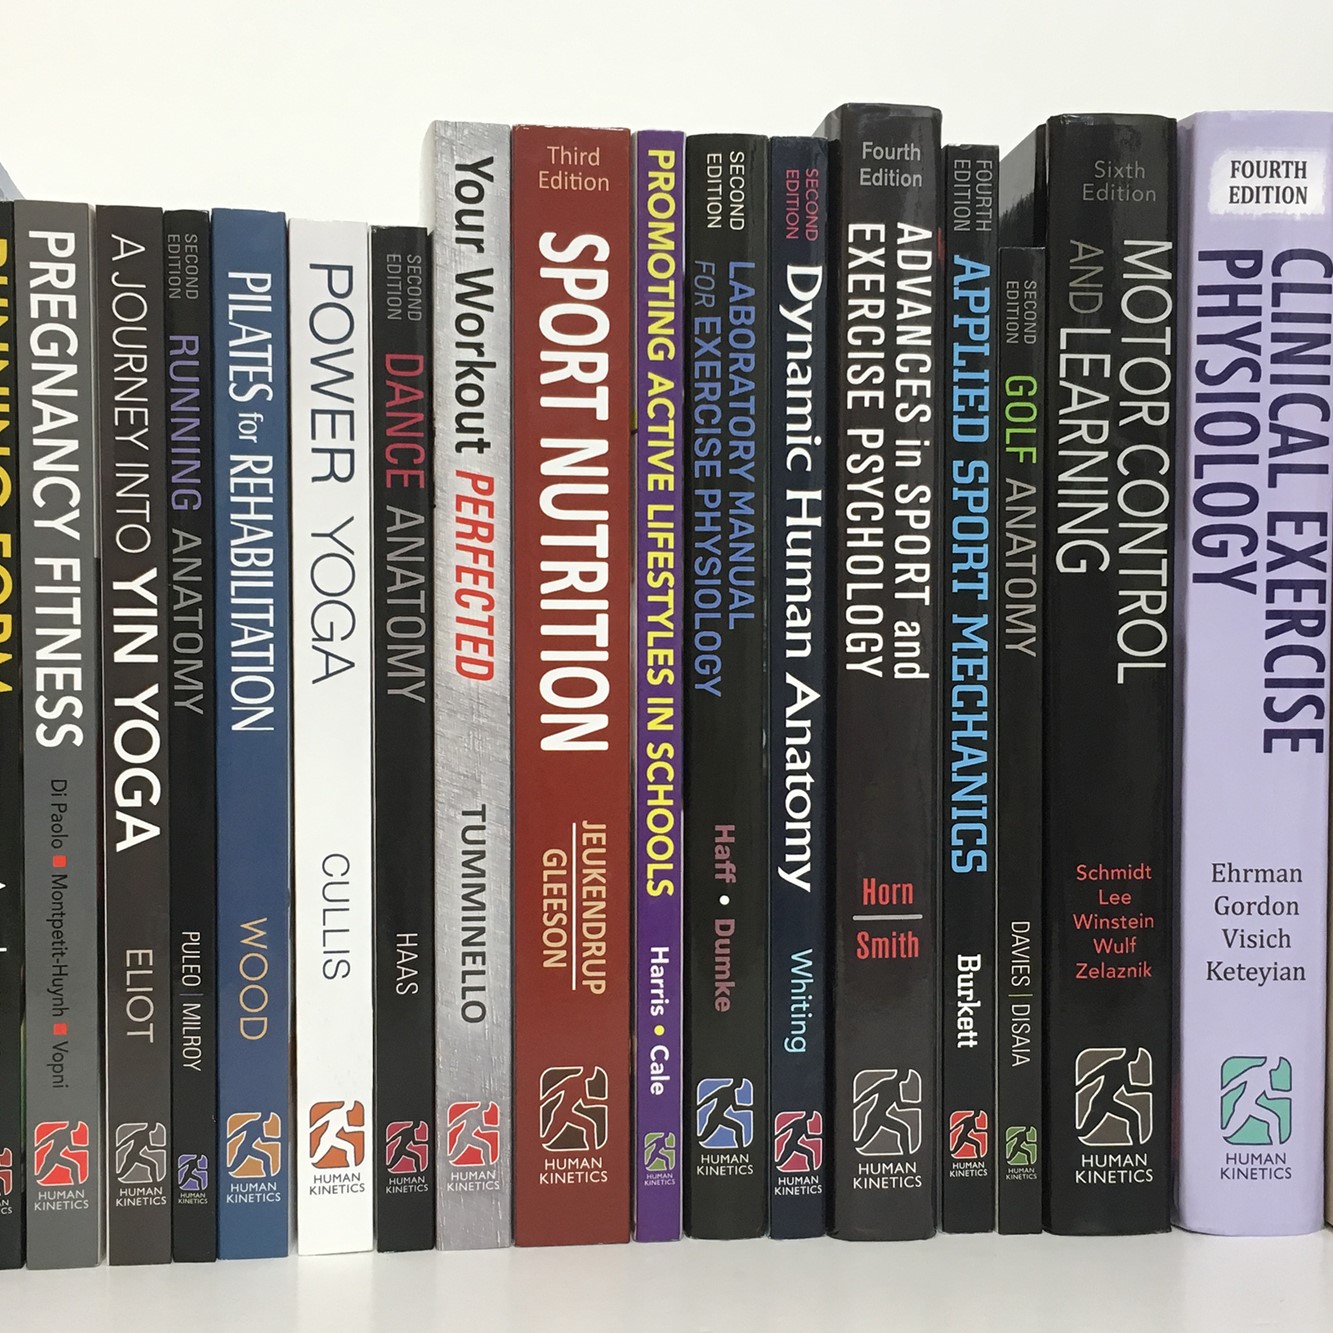 RUNNING FORM
PREGNANCY FITNESS
Di Paolo ■ Montpetit-Huynh ■ Vopni
HUMAN
KINETICS
A JOURNEY INTO YIN YOGA
ELIOT
HUMAN
KINETICS
SECOND
EDITION
RUNNING ANATOMY
PULEO | MILROY
HUMAN
KINETICS
PILATES for REHABILITATION
WOOD
HUMAN
KINETICS
POWER YOGA
CULLIS
HUMAN
KINETICS
SECOND
EDITION
DANCE ANATOMY
HAAS
HUMAN
KINETICS
Your Workout PERFECTED
TUMMINELLO
HUMAN
KINETICS
Third
Edition
SPORT NUTRITION
JEUKENDRUP
GLEESON
HUMAN
KINETICS
PROMOTING ACTIVE LIFESTYLES IN SCHOOLS
Harris • Cale
HUMAN
KINETICS
SECOND
EDITION
LABORATORY MANUAL
FOR EXERCISE PHYSIOLOGY
Haff • Dumke
HUMAN
KINETICS
SECOND
EDITION
Dynamic Human Anatomy
Whiting
HUMAN
KINETICS
Fourth
Edition
ADVANCES in SPORT and
EXERCISE PSYCHOLOGY
Horn
Smith
HUMAN
KINETICS
FOURTH
EDITION
APPLIED SPORT MECHANICS
Burkett
HUMAN
KINETICS
SECOND
EDITION
GOLF ANATOMY
DAVIES | DISAIA
HUMAN
KINETICS
Sixth
Edition
MOTOR CONTROL
AND LEARNING
Schmidt
Lee
Winstein
Wulf
Zelaznik
HUMAN
KINETICS
FOURTH
EDITION
CLINICAL EXERCISE
PHYSIOLOGY
Ehrman
Gordon
Visich
Keteyian
HUMAN
KINETICS